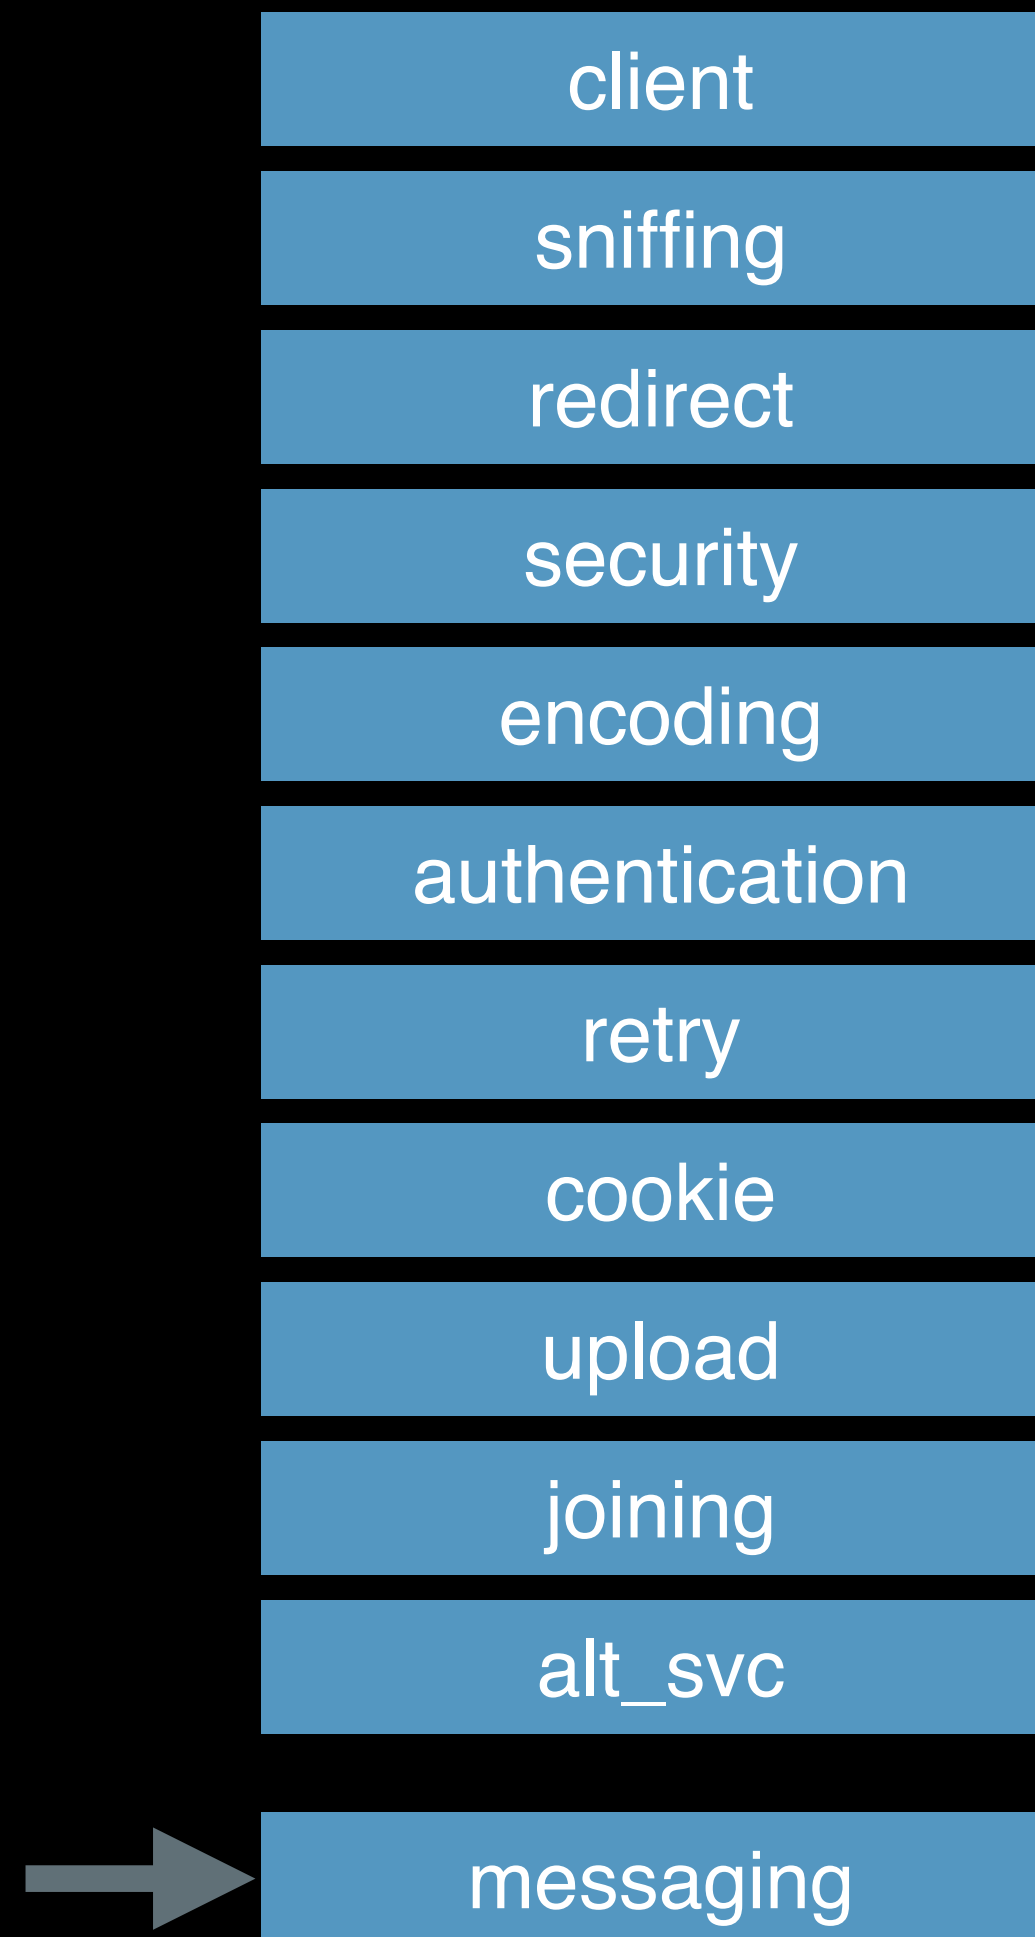 client
sniffing
redirect
security
encoding
authentication
retry
cookie
upload
joining
alt_svc
messaging